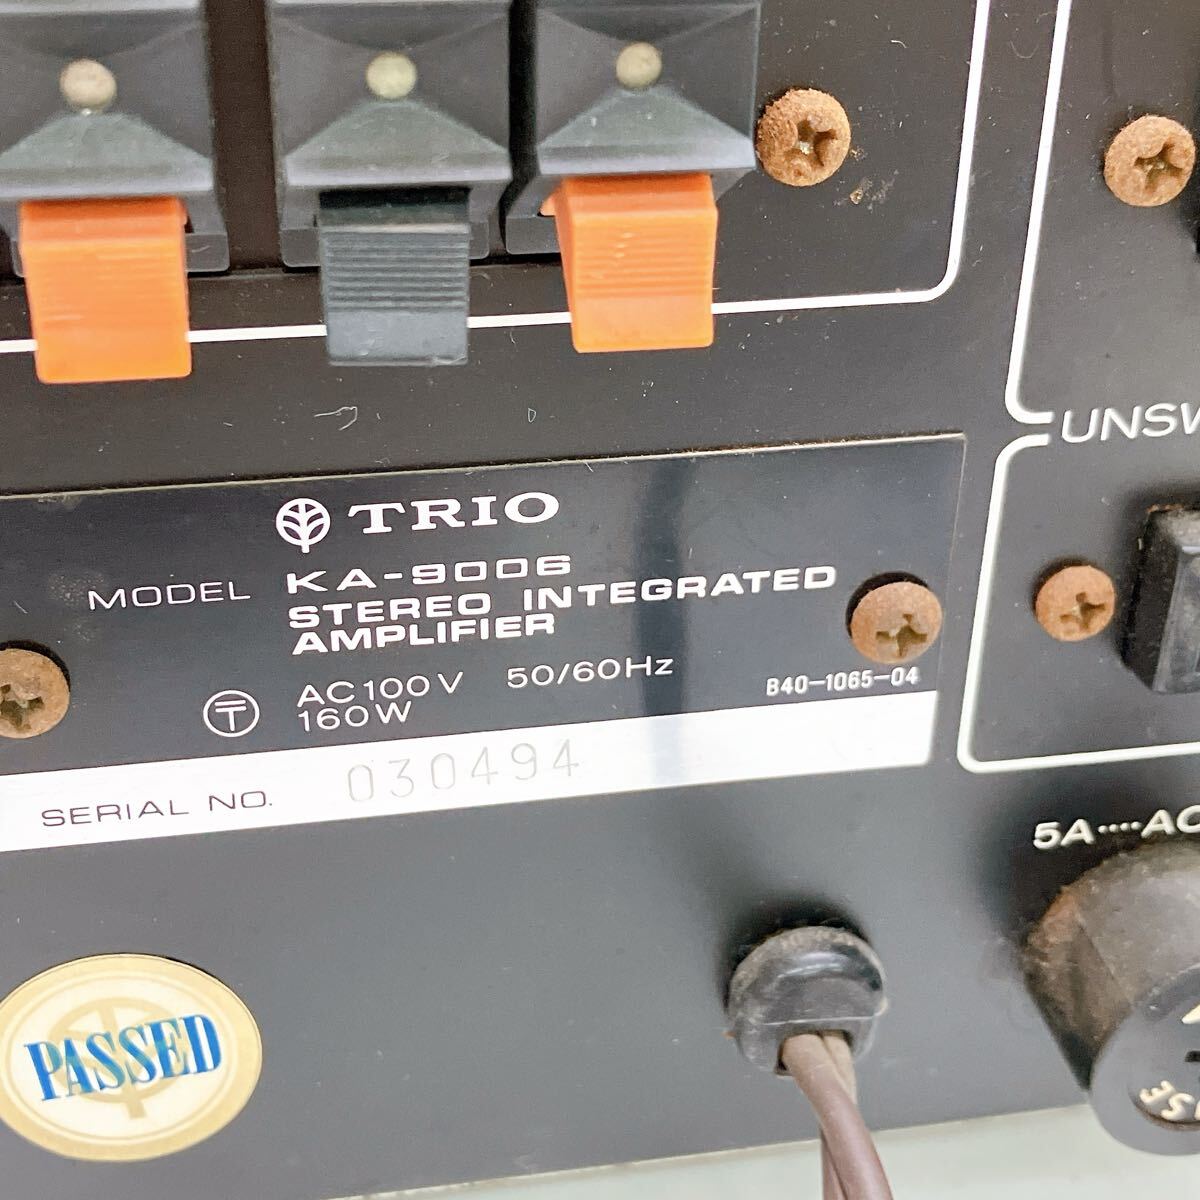 UNSW
TRIO
MODEL KA-9006
STEREO INTEGRATED
AMPLIFIER
AC100V 50/60Hz
160W
B40-1065-04
SERIAL NO. 030494
5A····AC
PASSED